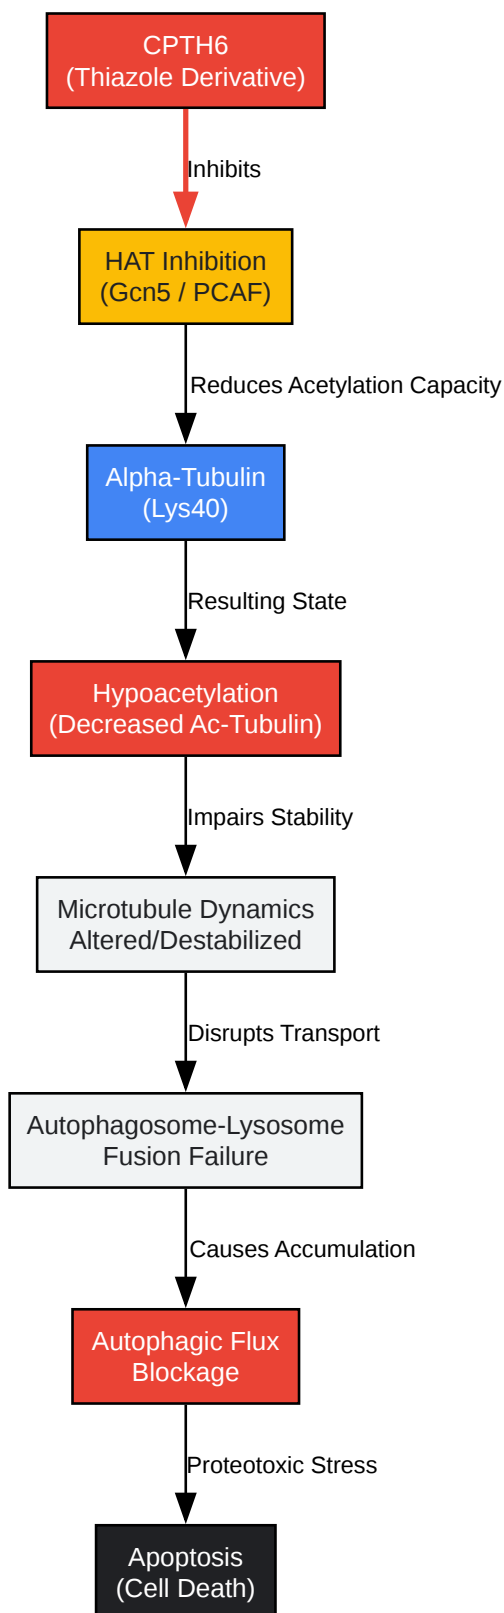 CPTH6
(Thiazole Derivative)
Inhibits
HAT Inhibition
(Gcn5 / PCAF)
Reduces Acetylation Capacity
Alpha-Tubulin
(Lys40)
Resulting State
Hypoacetylation
(Decreased Ac-Tubulin)
Impairs Stability
Microtubule Dynamics
Altered/Destabilized
Disrupts Transport
Autophagosome-Lysosome
Fusion Failure
Causes Accumulation
Autophagic Flux
Blockage
Proteotoxic Stress
Apoptosis
(Cell Death)